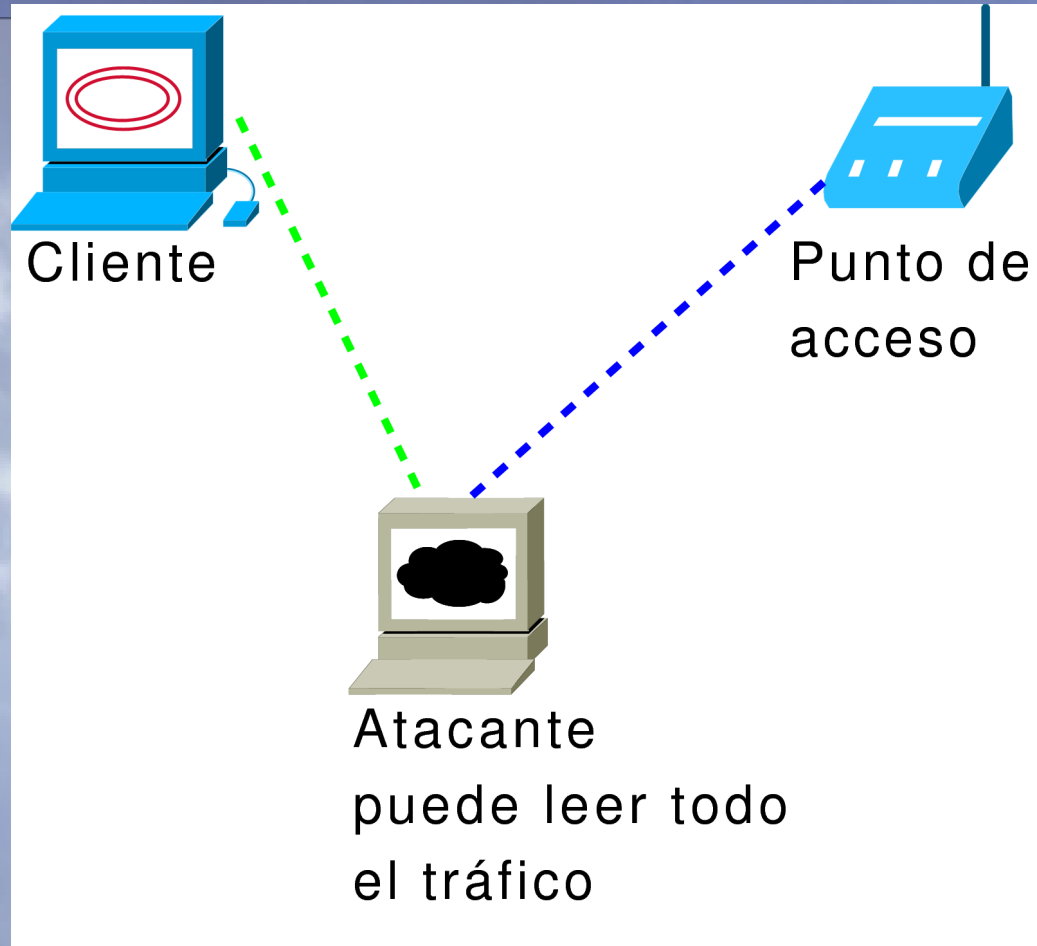 Cliente
Punto de
acceso
Atacante
puede leer todo
el tráfico